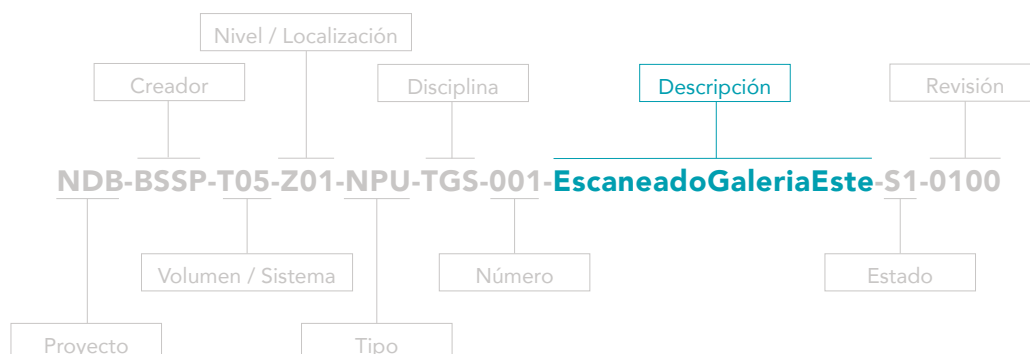 Nivel / Localización
Creador
Disciplina
Descripción
Revisión
NDB-BSSP-T05-Z01-NPU-TGS-001-EscaneadoGaleriaEste-S1-0100
Volumen / Sistema
Número
Estado
Proyecto
Tipo